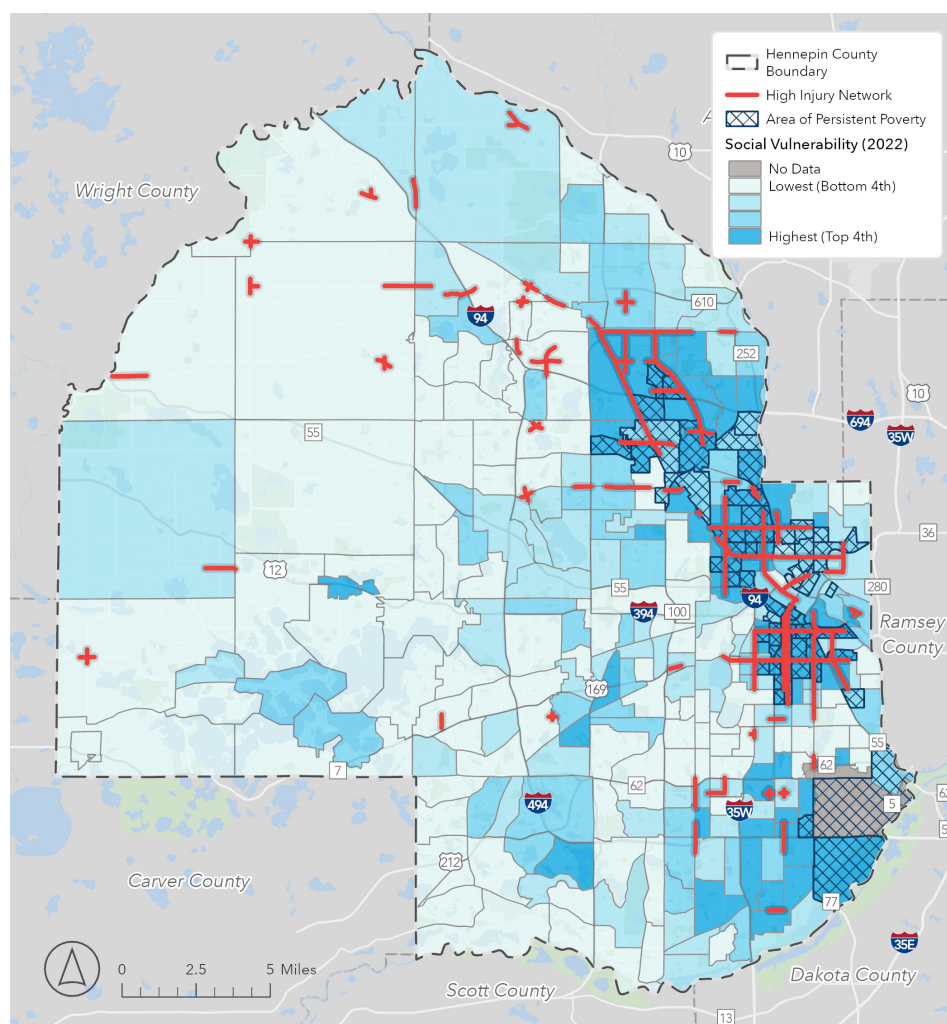 Hennepin County
Boundary
High Injury Network
A
Area of Persistent Poverty
Social Vulnerability (2022)
No Data
Lowest (Bottom 4th)
Highest (Top 4th)
10
Wright County
610
94
252
10
694
35W
55
36
12
55
280
394
100
94
Ramsey
County
169
55
7
62
62
5
494
35W
212
Carver County
77
35E
0 2.5 5 Miles
Scott County
Dakota County
13